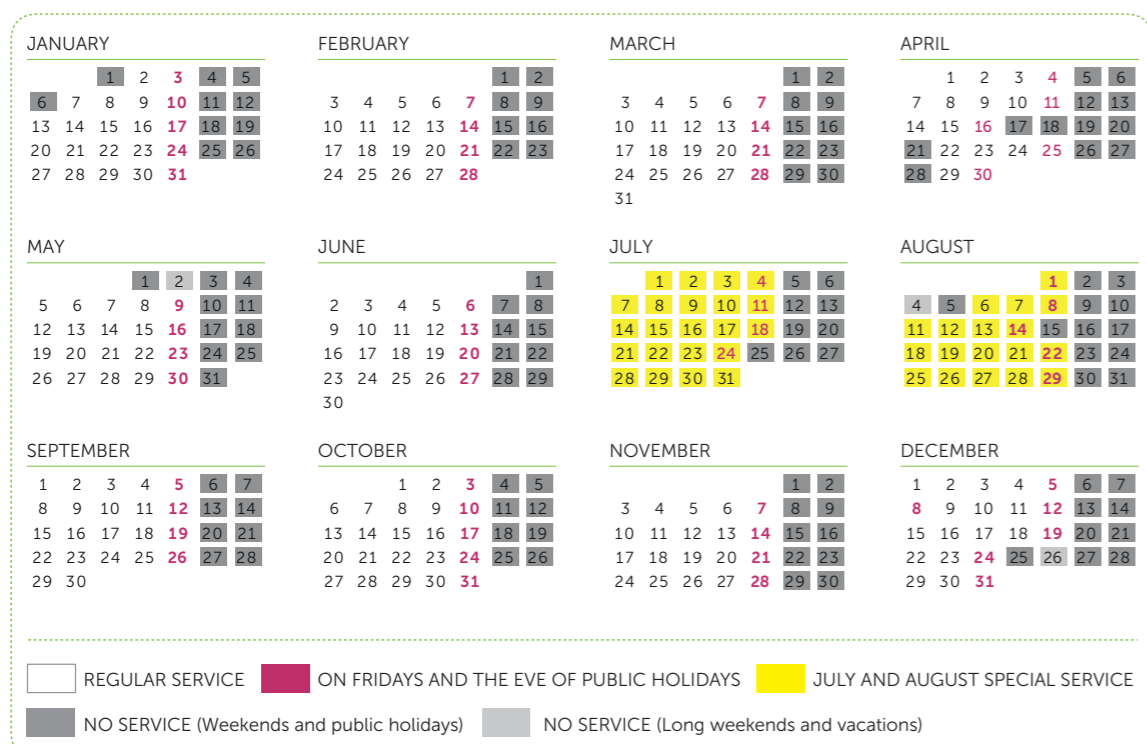 JANUARY FEBRUARY MARCH APRIL
1 2 3 4 5 1 2 1 2 1 2 3 4 5 6
6 7 8 9 10 11 12 3 4 5 6 7 8 9 3 4 5 6 7 8 9 7 8 9 10 11 12 13
13 14 15 16 17 18 19 10 11 12 13 14 15 16 10 11 12 13 14 15 16 14 15 16 17 18 19 20
20 21 22 23 24 25 26 17 18 19 20 21 22 23 17 18 19 20 21 22 23 21 22 23 24 25 26 27
27 28 29 30 31 24 25 26 27 28 24 25 26 27 28 29 30 28 29 30
31
MAY JUNE JULY AUGUST
1 2 3 4 1 1 2 3 4 5 6 1 2 3
5 6 7 8 9 10 11 2 3 4 5 6 7 8 7 8 9 10 11 12 13 4 5 6 7 8 9 10
12 13 14 15 16 17 18 9 10 11 12 13 14 15 14 15 16 17 18 19 20 11 12 13 14 15 16 17
19 20 21 22 23 24 25 16 17 18 19 20 21 22 21 22 23 24 25 26 27 18 19 20 21 22 23 24
26 27 28 29 30 31 23 24 25 26 27 28 29 28 29 30 31 25 26 27 28 29 30 31
30
SEPTEMBER OCTOBER NOVEMBER DECEMBER
1 2 3 4 5 6 7 1 2 3 4 5 1 2 1 2 3 4 5 6 7
8 9 10 11 12 13 14 6 7 8 9 10 11 12 3 4 5 6 7 8 9 8 9 10 11 12 13 14
15 16 17 18 19 20 21 13 14 15 16 17 18 19 10 11 12 13 14 15 16 15 16 17 18 19 20 21
22 23 24 25 26 27 28 20 21 22 23 24 25 26 17 18 19 20 21 22 23 22 23 24 25 26 27 28
29 30 27 28 29 30 31 24 25 26 27 28 29 30 29 30 31
REGULAR SERVICE ON FRIDAYS AND THE EVE OF PUBLIC HOLIDAYS JULY AND AUGUST SPECIAL SERVICE
NO SERVICE (Weekends and public holidays) NO SERVICE (Long weekends and vacations)